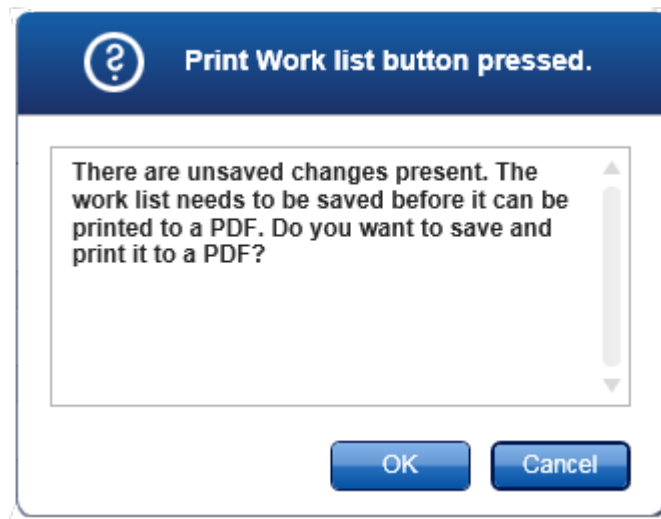 Print Work list button pressed.
There are unsaved changes present. The
work list needs to be saved before it can be
printed to a PDF. Do you want to save and
print it to a PDF?
OK
Cancel